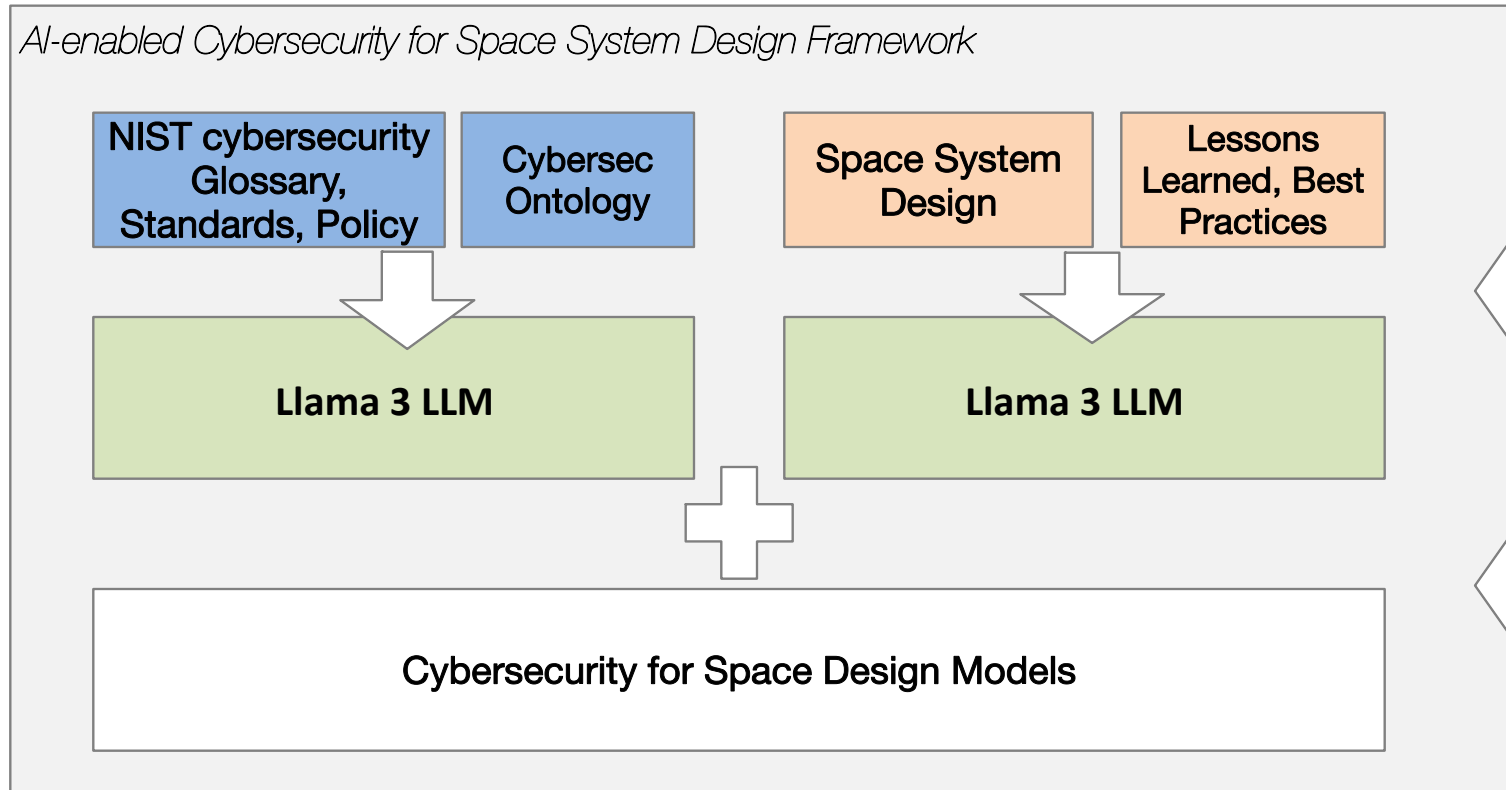 AI-enabled Cybersecurity for Space System Design Framework
NIST cybersecurity
Glossary,
Standards, Policy
Cybersec
Ontology
Space System
Design
Lessons
Learned, Best
Practices
Llama 3 LLM
Llama 3 LLM
Cybersecurity for Space Design Models